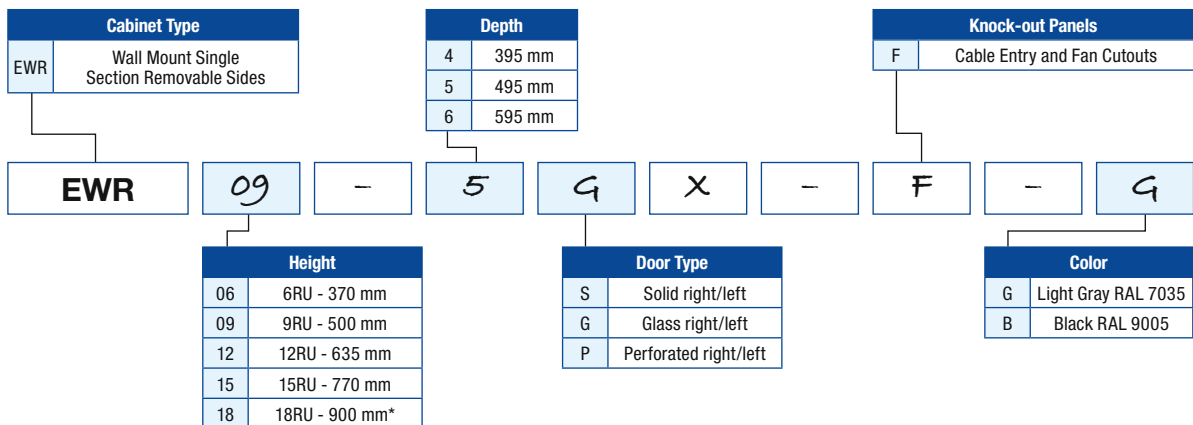 Cabinet Type
EWR Wall Mount Single
Section Removable Sides
Depth
4 395 mm
5 495 mm
6 595 mm
Knock-out Panels
F Cable Entry and Fan Cutouts
EWR 09 - 5 G X - F - G
Height
06 6RU - 370 mm
09 9RU - 500 mm
12 12RU - 635 mm
15 15RU - 770 mm
18 18RU - 900 mm*
Door Type
S Solid right/left
G Glass right/left
P Perforated right/left
Color
G Light Gray RAL 7035
B Black RAL 9005